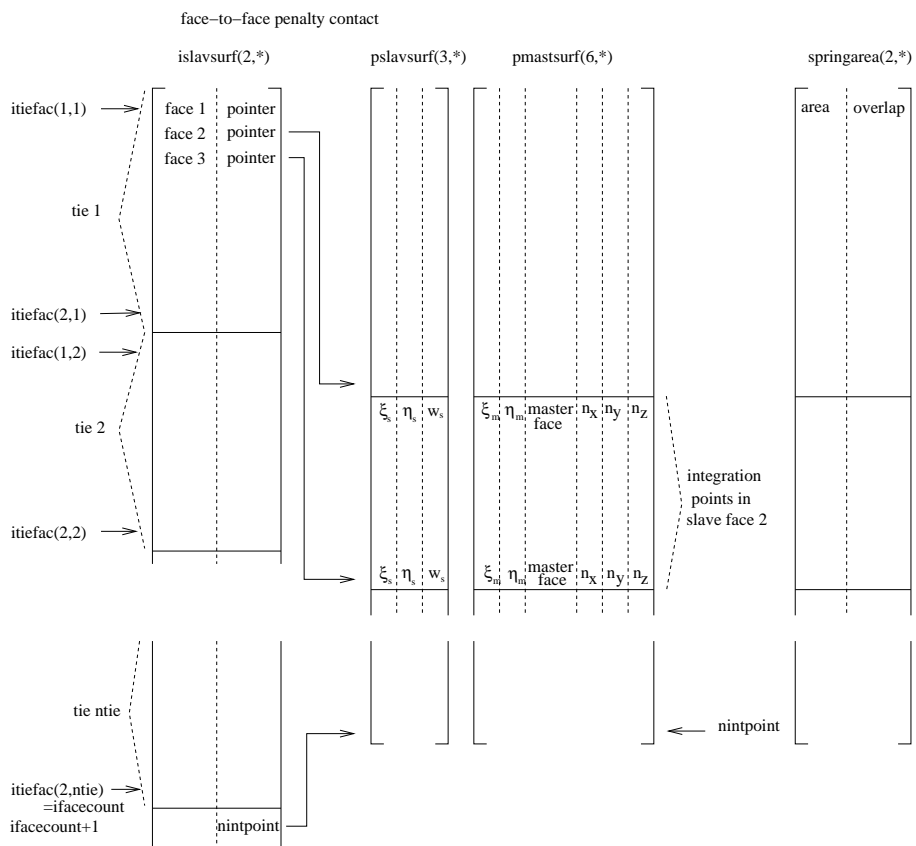 face−to−face penalty contact
islavsurf(2,*) pslavsurf(3,*) pmastsurf(6,*) springarea(2,*)
itiefac(1,1) face 1 pointer area overlap
face 2 pointer
face 3 pointer
tie 1
itiefac(2,1)
itiefac(1,2)
ξs ηs ws ξm ηm master face nx ny nz
tie 2
integration
points in
slave face 2
itiefac(2,2)
ξs ηs ws ξm ηm master face nx ny nz
tie ntie
nintpoint
itiefac(2,ntie)
=ifacecount
ifacecount+1 nintpoint